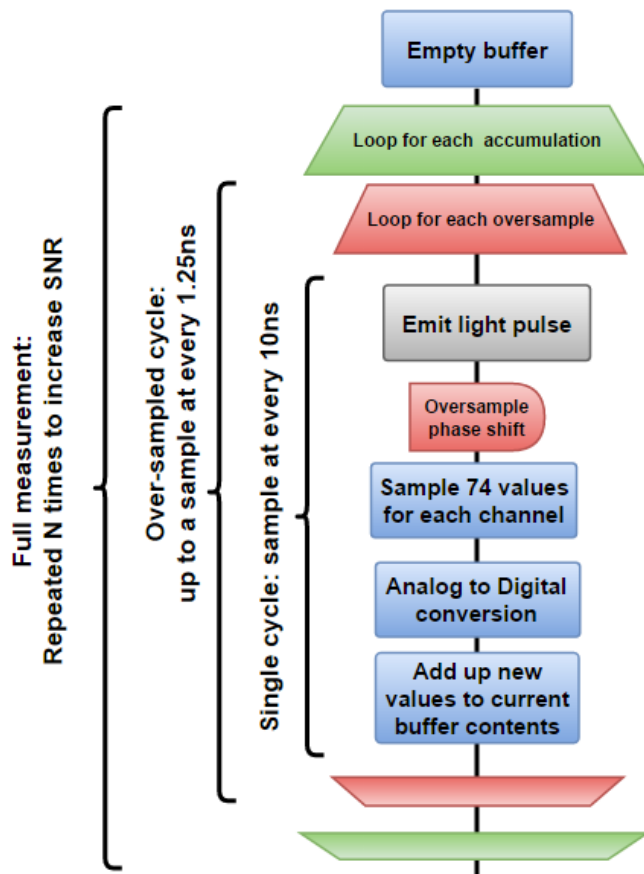 Empty buffer
Loop for each accumulation
Loop for each oversample
Emit light pulse
Oversample
phase shift
Sample 74 values
for each channel
Analog to Digital
conversion
Add up new
values to current
buffer contents
Full measurement:
Repeated N times to increase SNR
Over-sampled cycle:
up to a sample at every 1.25ns
Single cycle: sample at every 10ns